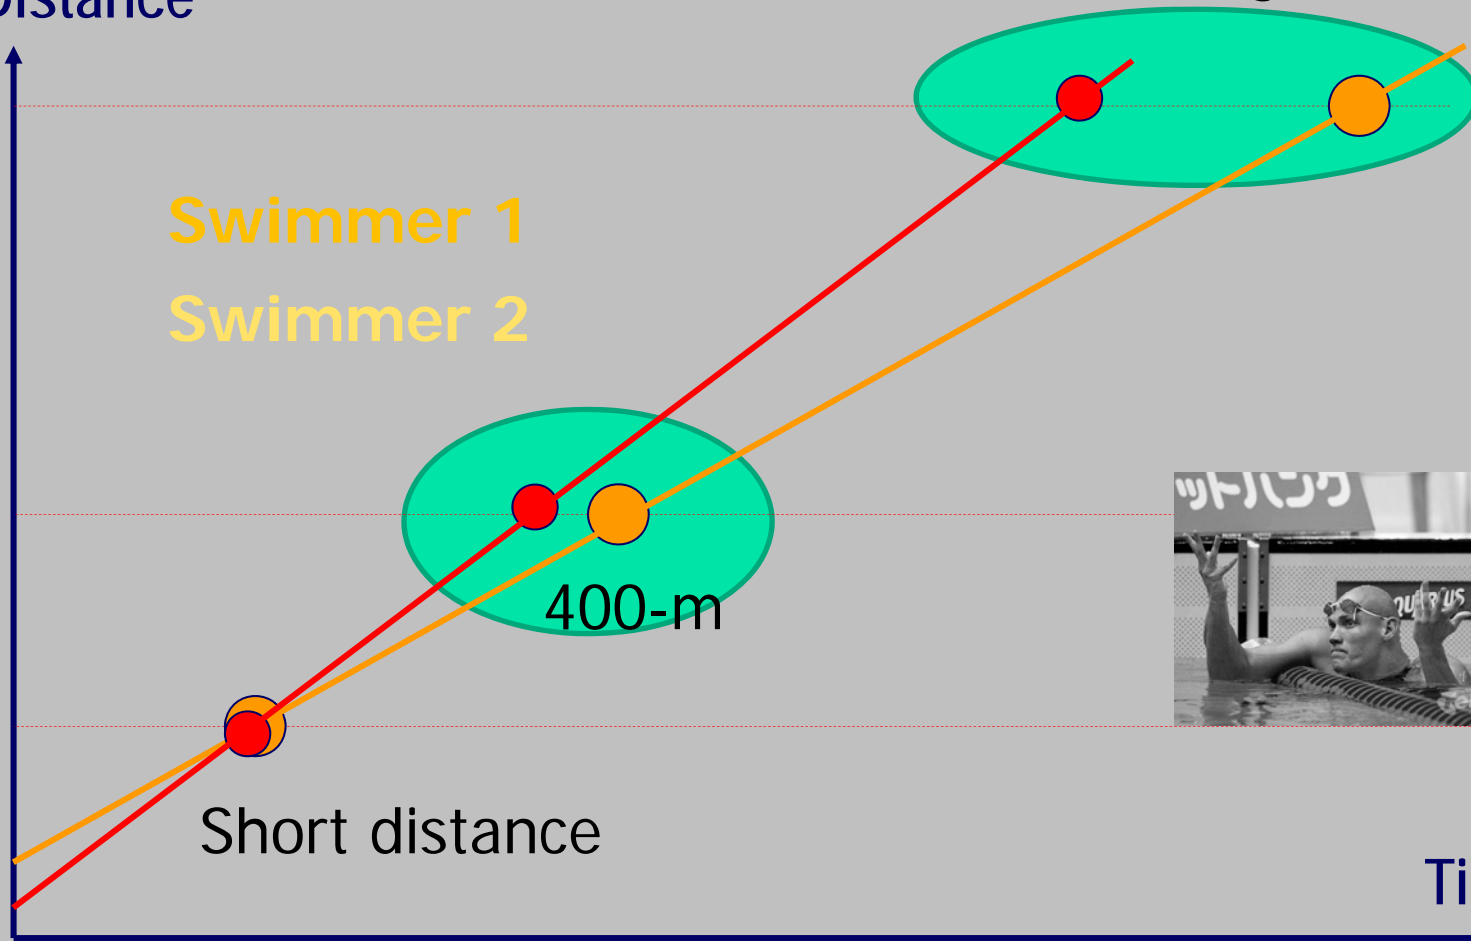 Distance
Swimmer 1
Swimmer 2
400-m
Short distance
Ti
ットバンク